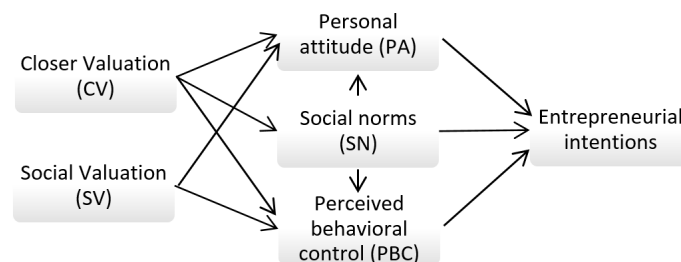 Closer Valuation
(CV)
Social Valuation
(SV)
Personal
attitude (PA)
Social norms
(SN)
Perceived
behavioral
control (PBC)
Entrepreneurial
intentions